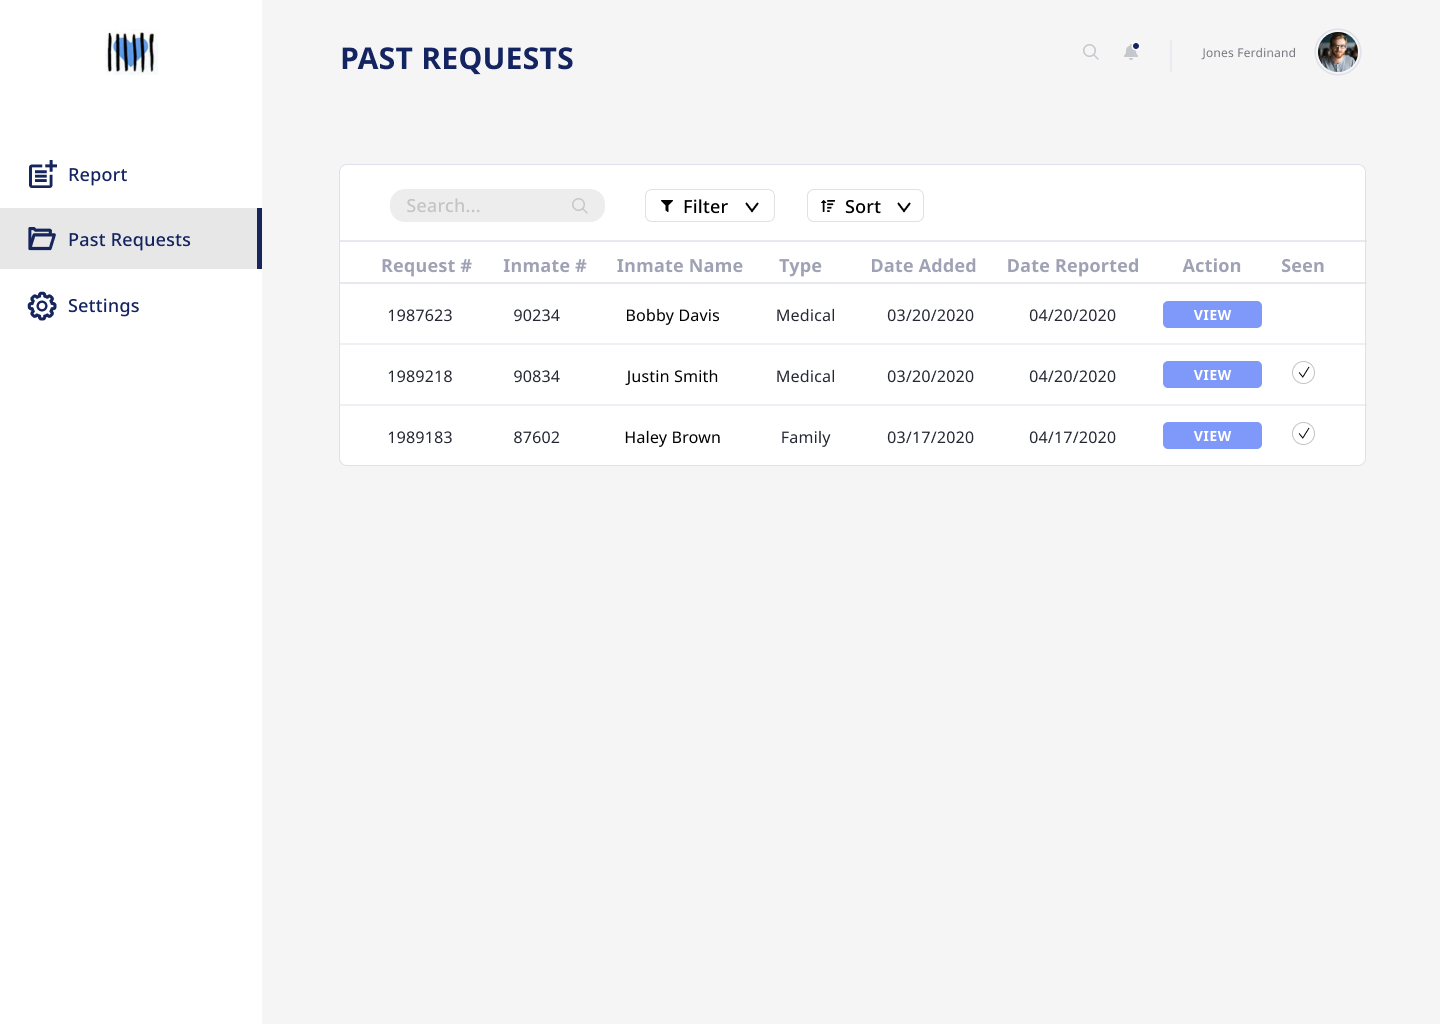 PAST REQUESTS
Jones Ferdinand
Report
Past Requests
Settings
Search...
Filter
Sort
Request # Inmate # Inmate Name Type Date Added Date Reported Action Seen
1987623 90234 Bobby Davis Medical 03/20/2020 04/20/2020 VIEW
1989218 90834 Justin Smith Medical 03/20/2020 04/20/2020 VIEW
1989183 87602 Haley Brown Family 03/17/2020 04/17/2020 VIEW